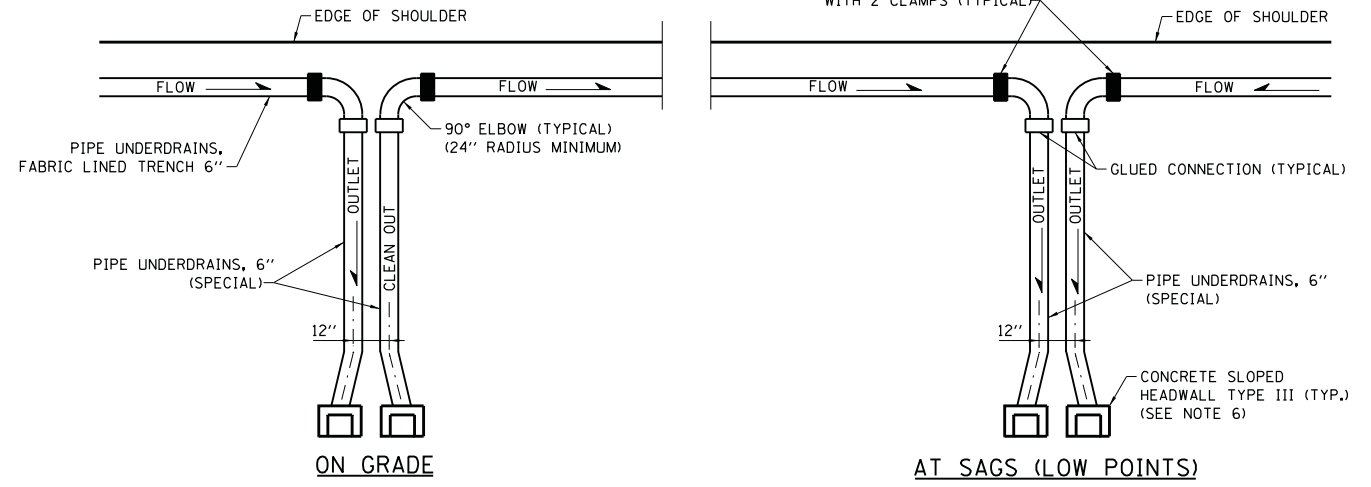 EDGE OF SHOULDER
FLOW
FLOW
90° ELBOW (TYPICAL)
(24" RADIUS MINIMUM)
PIPE UNDERDRAINS,
FABRIC LINED TRENCH 6"
OUTLET
CLEAN OUT
PIPE UNDERDRAINS, 6"
(SPECIAL)
12"
ON GRADE
WITH 2 CLAMPS (TYPICAL)
EDGE OF SHOULDER
FLOW
FLOW
GLUED CONNECTION (TYPICAL)
OUTLET
OUTLET
PIPE UNDERDRAINS, 6"
(SPECIAL)
12"
CONCRETE SLOPED
HEADWALL TYPE III (TYP.)
(SEE NOTE 6)
AT SAGS (LOW POINTS)